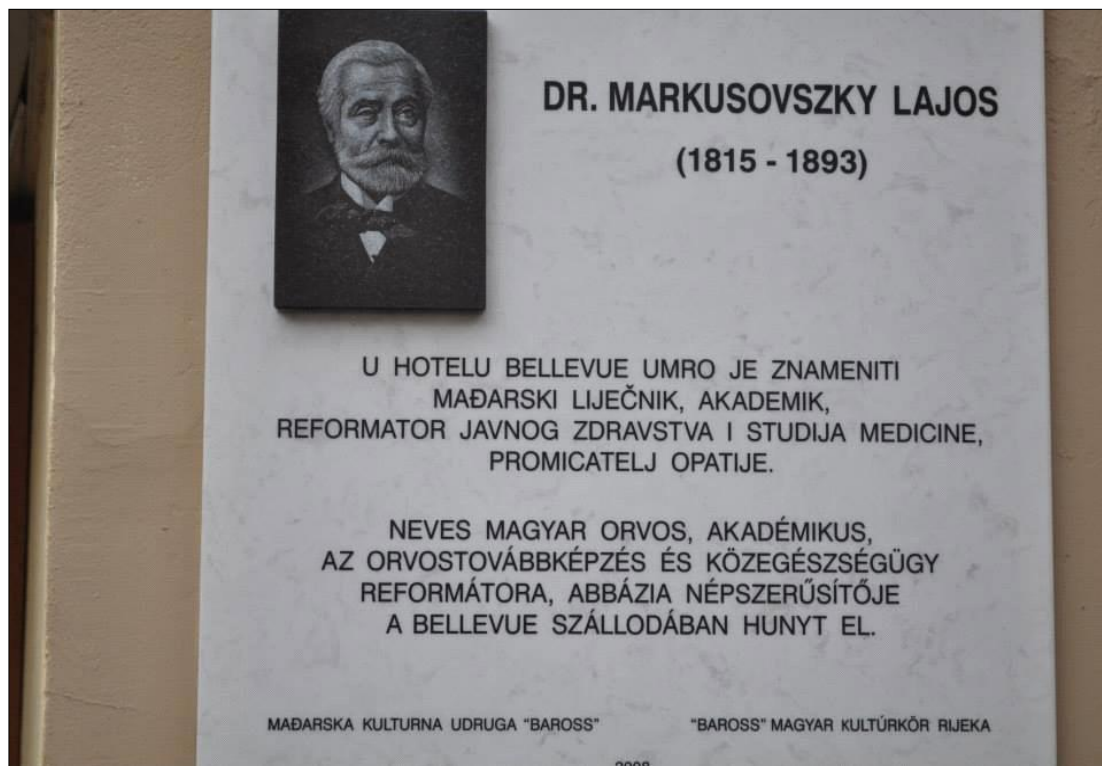 DR. MARKUSOVSZKY LAJOS
(1815 - 1893)
U HOTELU BELLEVUE UMRO JE ZNAMENITI
MAĐARSKI LIJEČNIK, AKADEMIK,
REFORMATOR JAVNOG ZDRAVSTVA I STUDIJA MEDICINE,
PROMICATELJ OPATIJE.
NEVES MAGYAR ORVOS, AKADÉMIKUS,
AZ ORVOSTOVÁBBKÉPZÉS ÉS KÖZEGÉSZSÉGÜGY
REFORMÁTORA, ABBÁZIA NÉPSZERŰSÍTŐJE
A BELLEVUE SZÁLLODÁBAN HUNYT EL.
MAĐARSKA KULTURNA UDRUGA "BAROSS"
"BAROSS" MAGYAR KULTÚRKÖR RIJEKA